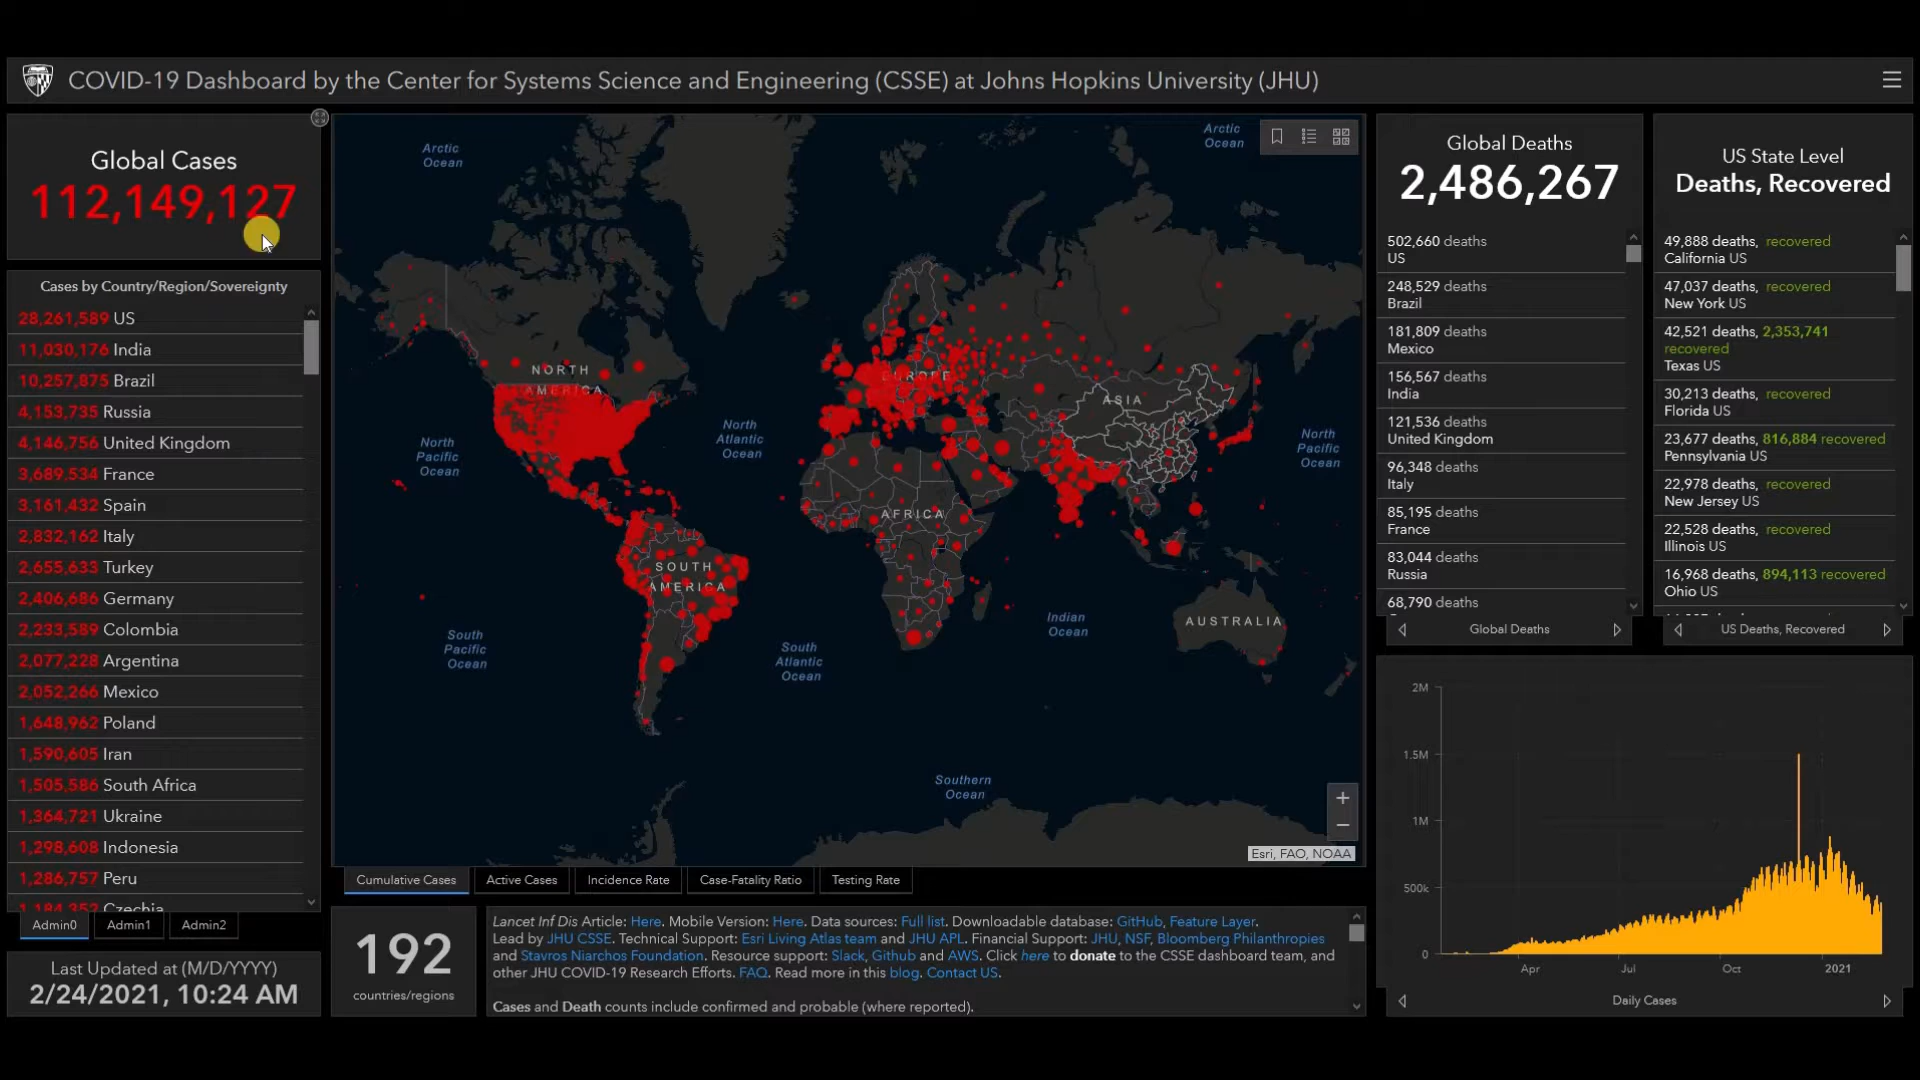 COVID-19 Dashboard by the Center for Systems Science and Engineering (CSSE) at Johns Hopkins University (JHU)
Global Cases
112,149,127
Cases by Country/Region/Sovereignty
28,261,589 US
11,030,176 India
10,257,875 Brazil
4,153,735 Russia
4,146,756 United Kingdom
3,689,534 France
3,161,432 Spain
2,832,162 Italy
2,655,633 Turkey
2,406,686 Germany
2,233,589 Colombia
2,077,228 Argentina
2,052,266 Mexico
1,648,962 Poland
1,590,605 Iran
1,505,586 South Africa
1,364,721 Ukraine
1,298,608 Indonesia
1,286,757 Peru
1,184,352 Czechia
Admin0
Admin1
Admin2
Last Updated at (M/D/YYYY)
2/24/2021, 10:24 AM
Arctic
Ocean
Arctic
Ocean
NORTH
AMERICA
EUROPE
ASIA
North
Pacific
Ocean
North
Atlantic
Ocean
North
Pacific
Ocean
AFRICA
SOUTH
AMERICA
AUSTRALIA
Indian
Ocean
South
Pacific
Ocean
South
Atlantic
Ocean
Southern
Ocean
+
−
Esri, FAO, NOAA
Cumulative Cases
Active Cases
Incidence Rate
Case-Fatality Ratio
Testing Rate
192
countries/regions
Lancet Inf Dis Article: Here. Mobile Version: Here. Data sources: Full list. Downloadable database: GitHub, Feature Layer.
Lead by JHU CSSE. Technical Support: Esri Living Atlas team and JHU APL. Financial Support: JHU, NSF, Bloomberg Philanthropies
and Stavros Niarchos Foundation. Resource support: Slack, Github and AWS. Click here to donate to the CSSE dashboard team, and
other JHU COVID-19 Research Efforts. FAQ. Read more in this blog. Contact US.
Cases and Death counts include confirmed and probable (where reported).
Global Deaths
2,486,267
502,660 deaths
US
248,529 deaths
Brazil
181,809 deaths
Mexico
156,567 deaths
India
121,536 deaths
United Kingdom
96,348 deaths
Italy
85,195 deaths
France
83,044 deaths
Russia
68,790 deaths
Global Deaths
US State Level
Deaths, Recovered
49,888 deaths, recovered
California US
47,037 deaths, recovered
New York US
42,521 deaths, 2,353,741
recovered
Texas US
30,213 deaths, recovered
Florida US
23,677 deaths, 816,884 recovered
Pennsylvania US
22,978 deaths, recovered
New Jersey US
22,528 deaths, recovered
Illinois US
16,968 deaths, 894,113 recovered
Ohio US
US Deaths, Recovered
2M
1.5M
1M
500k
0
Apr
Jul
Oct
2021
Daily Cases